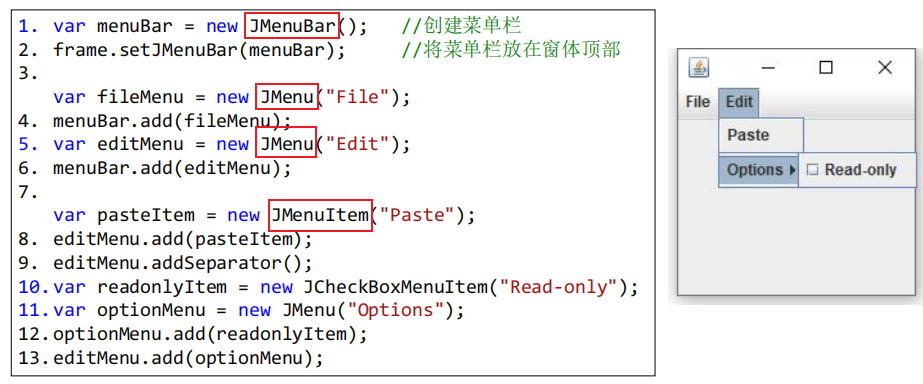 1. var menuBar = new JMenuBar();   //创建菜单栏
2. frame.setJMenuBar(menuBar);     //将菜单栏放在窗体顶部
3.
var fileMenu = new JMenu("File");
4. menuBar.add(fileMenu);
5. var editMenu = new JMenu("Edit");
6. menuBar.add(editMenu);
7.
var pasteItem = new JMenuItem("Paste");
8. editMenu.add(pasteItem);
9. editMenu.addSeparator();
10.var readonlyItem = new JCheckBoxMenuItem("Read-only");
11.var optionMenu = new JMenu("Options");
12.optionMenu.add(readonlyItem);
13.editMenu.add(optionMenu);
File Edit
Paste
Options Read-only